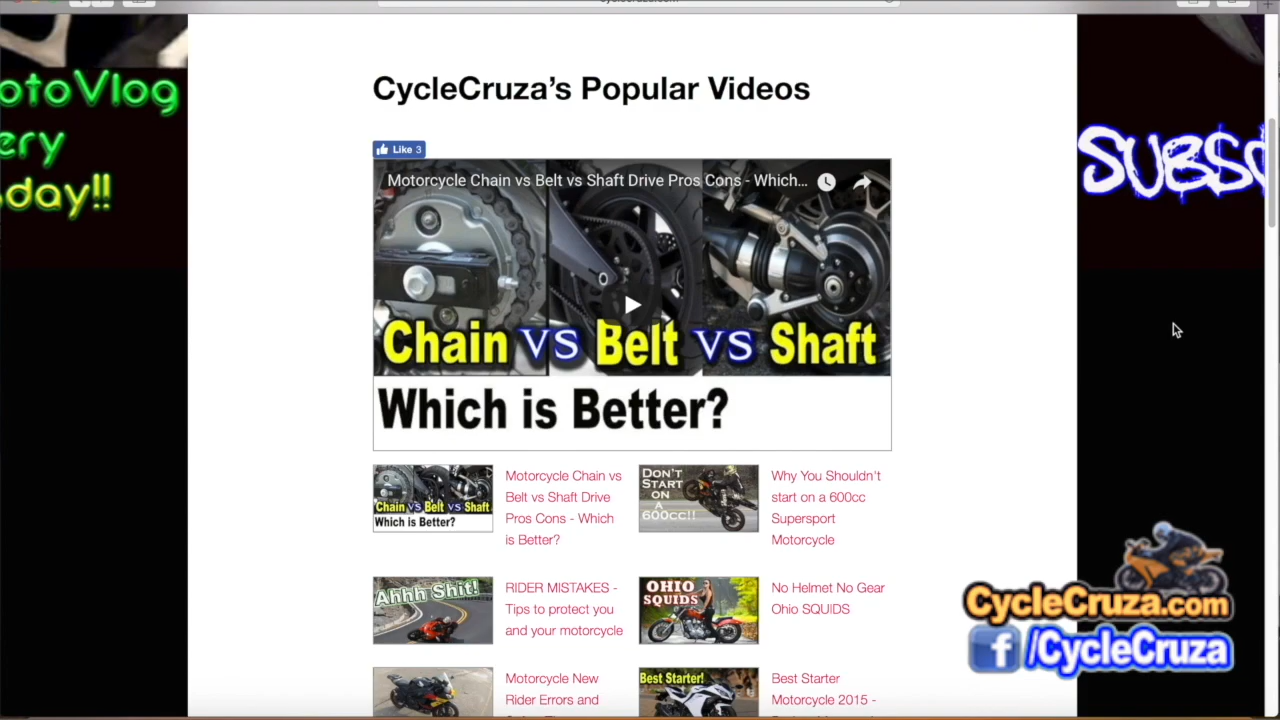 otoVlog
ery
day!!
CycleCruza's Popular Videos
SUBSC
Like 3
Motorcycle Chain vs Belt vs Shaft Drive Pros Cons - Which...
Chain VS Belt VS Shaft
Which is Better?
Chain VS Belt VS Shaft
Which is Better?
Motorcycle Chain vs
Belt vs Shaft Drive
Pros Cons - Which
is Better?
DON'T
START
ON
A
600CC!!
Why You Shouldn't
start on a 600cc
Supersport
Motorcycle
Ahhh Shit!
RIDER MISTAKES -
Tips to protect you
and your motorcycle
OHIO
SQUIDS
No Helmet No Gear
Ohio SQUIDS
Motorcycle New
Rider Errors and
Best Starter!
Best Starter
Motorcycle 2015 -
CycleCruza.com
f /CycleCruza